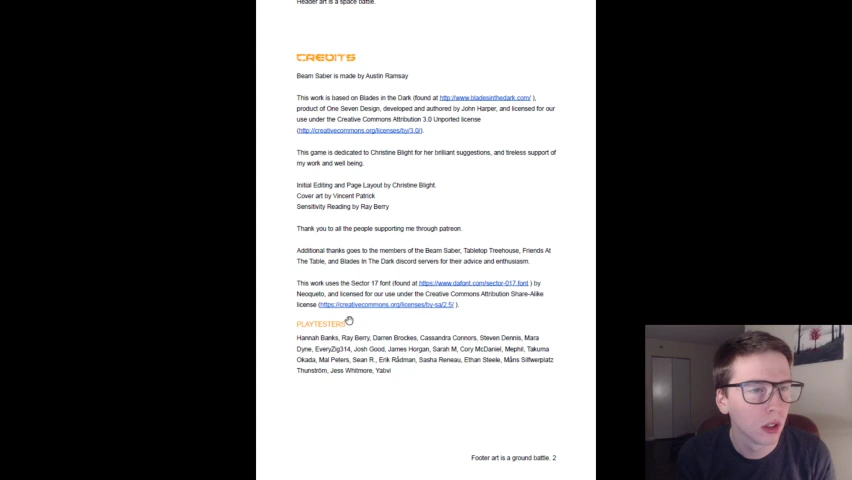 Header art is a space battle.
CREDITS
Beam Saber is made by Austin Ramsay
This work is based on Blades in the Dark (found at http://www.bladesinthedark.com/ ),
product of One Seven Design, developed and authored by John Harper, and licensed for our
use under the Creative Commons Attribution 3.0 Unported license
(http://creativecommons.org/licenses/by/3.0/).
This game is dedicated to Christine Blight for her brilliant suggestions, and tireless support of
my work and well being.
Initial Editing and Page Layout by Christine Blight.
Cover art by Vincent Patrick
Sensitivity Reading by Ray Berry
Thank you to all the people supporting me through patreon.
Additional thanks goes to the members of the Beam Saber, Tabletop Treehouse, Friends At
The Table, and Blades In The Dark discord servers for their advice and enthusiasm.
This work uses the Sector 17 font (found at https://www.dafont.com/sector-017.font ) by
Neoqueto, and licensed for our use under the Creative Commons Attribution Share-Alike
license (https://creativecommons.org/licenses/by-sa/2.5/ ).
PLAYTESTERS
Hannah Banks, Ray Berry, Darren Brockes, Cassandra Connors, Steven Dennis, Mara
Dyne, EveryZig314, Josh Good, James Horgan, Sarah M, Cory McDaniel, Mephil, Takuma
Okada, Mal Peters, Sean R., Erik Rådman, Sasha Reneau, Ethan Steele, Måns Silfwerplatz
Thunström, Jess Whitmore, Yabvi
Footer art is a ground battle. 2